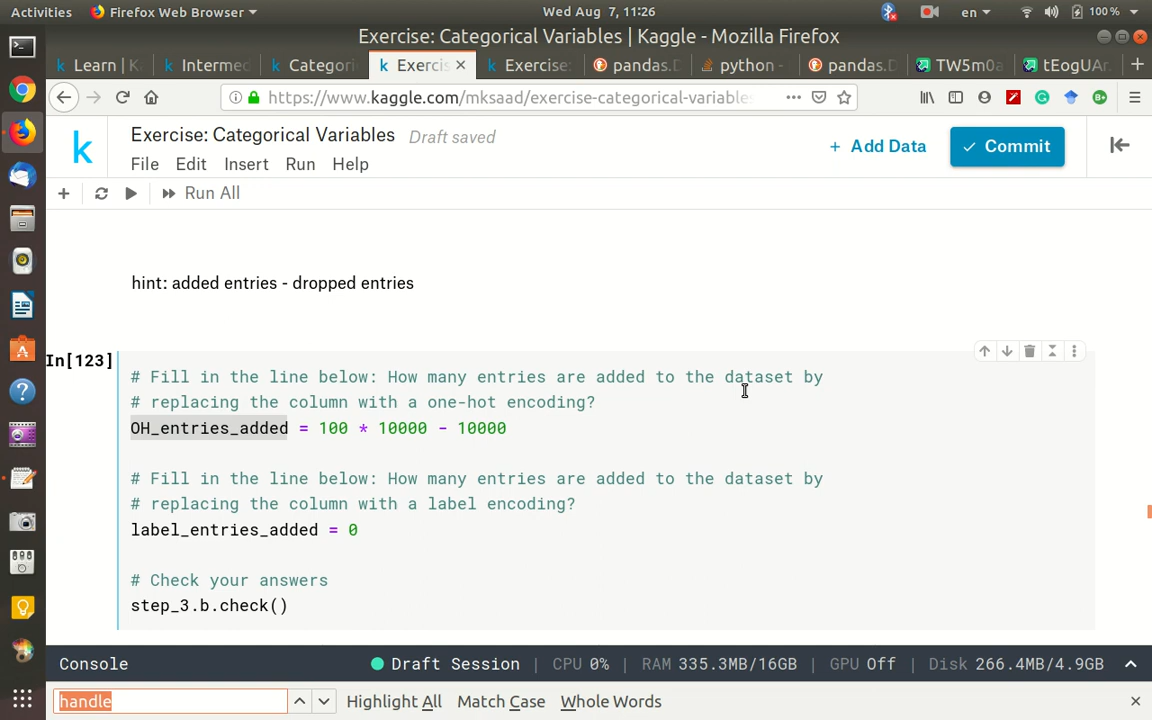 Activities Firefox Web Browser Wed Aug 7, 11:26 en 100 %
Exercise: Categorical Variables | Kaggle - Mozilla Firefox
Learn | K Intermed Categori Exercis Exercise: pandas.D python - pandas.D TW5m0a tEogUAr
https://www.kaggle.com/mksaad/exercise-categorical-variable
k Exercise: Categorical Variables Draft saved + Add Data Commit
File Edit Insert Run Help
Run All
hint: added entries - dropped entries
In[123]
# Fill in the line below: How many entries are added to the dataset by
# replacing the column with a one-hot encoding?
OH_entries_added = 100 * 10000 - 10000
# Fill in the line below: How many entries are added to the dataset by
# replacing the column with a label encoding?
label_entries_added = 0
# Check your answers
step_3.b.check()
Console Draft Session | CPU 0% | RAM 335.3MB/16GB | GPU Off | Disk 266.4MB/4.9GB
handle Highlight All Match Case Whole Words